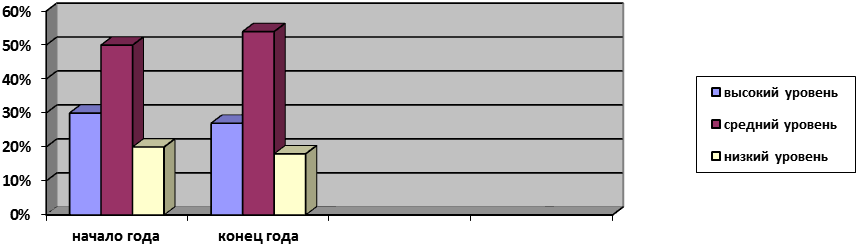 60%
50%
40%
30%
20%
10%
0%
начало года
конец года
высокий уровень
средний уровень
низкий уровень